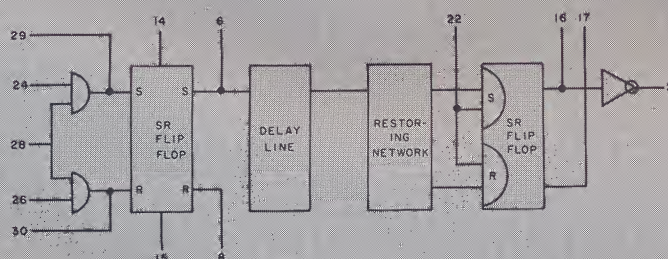 29
14
6
22
16
17
24
S
S
SR
FLIP
FLOP
DELAY
LINE
RESTOR-
ING
NETWORK
S
SR
FLIP
FLOP
28
26
R
R
R
30
15
8